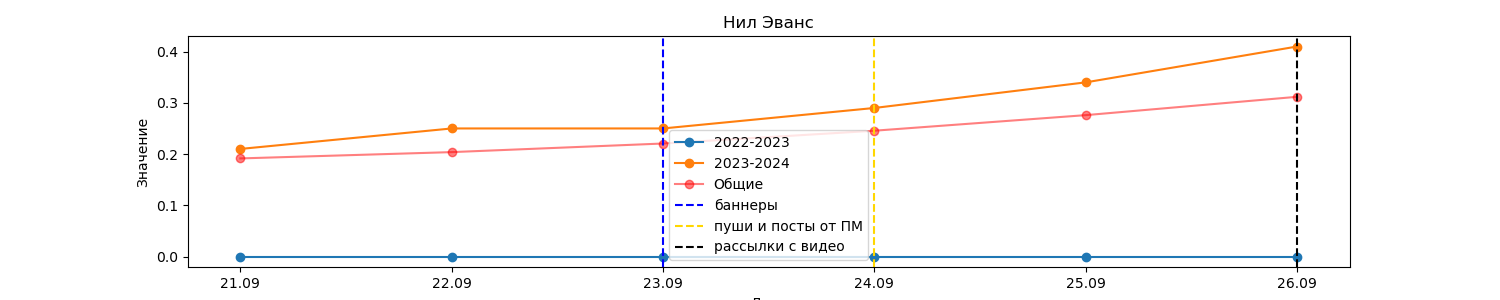 Нил Эванс
Значение
0.4
0.3
0.2
0.1
0.0
2022-2023
2023-2024
Общие
баннеры
пуши и посты от ПМ
рассылки с видео
21.09
22.09
23.09
24.09
25.09
26.09